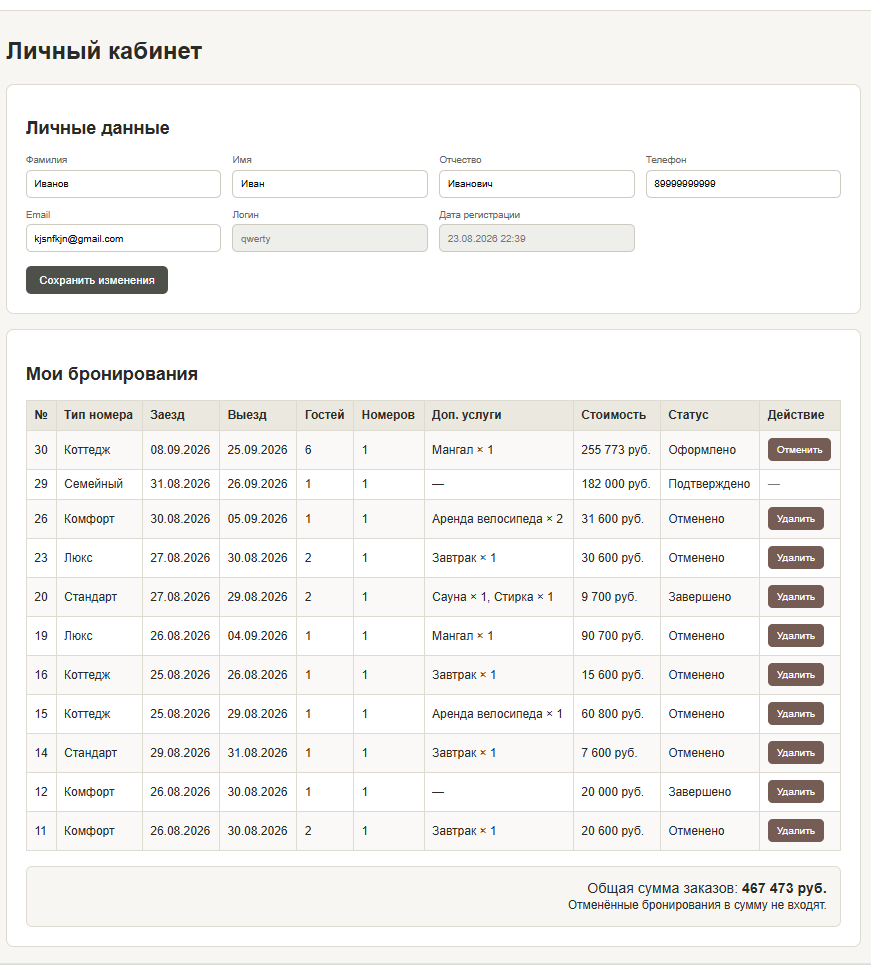 Личный кабинет
Личные данные
Фамилия Имя Отчество Телефон
Иванов Иван Иванович 89999999999
Email Логин Дата регистрации
kjsnfkjn@gmail.com qwerty 23.08.2026 22:39
Сохранить изменения
Мои бронирования
№ Тип номера Заезд Выезд Гостей Номеров Доп. услуги Стоимость Статус Действие
30 Коттедж 08.09.2026 25.09.2026 6 1 Мангал × 1 255 773 руб. Оформлено Отменить
29 Семейный 31.08.2026 26.09.2026 1 1 — 182 000 руб. Подтверждено —
26 Комфорт 30.08.2026 05.09.2026 1 1 Аренда велосипеда × 2 31 600 руб. Отменено Удалить
23 Люкс 27.08.2026 30.08.2026 2 1 Завтрак × 1 30 600 руб. Отменено Удалить
20 Стандарт 27.08.2026 29.08.2026 2 1 Сауна × 1, Стирка × 1 9 700 руб. Завершено Удалить
19 Люкс 26.08.2026 04.09.2026 1 1 Мангал × 1 90 700 руб. Отменено Удалить
16 Коттедж 25.08.2026 26.08.2026 1 1 Завтрак × 1 15 600 руб. Отменено Удалить
15 Коттедж 25.08.2026 29.08.2026 1 1 Аренда велосипеда × 1 60 800 руб. Отменено Удалить
14 Стандарт 29.08.2026 31.08.2026 1 1 Завтрак × 1 7 600 руб. Отменено Удалить
12 Комфорт 26.08.2026 30.08.2026 1 1 — 20 000 руб. Завершено Удалить
11 Комфорт 26.08.2026 30.08.2026 2 1 Завтрак × 1 20 600 руб. Отменено Удалить
Общая сумма заказов: 467 473 руб.
Отменённые бронирования в сумму не входят.